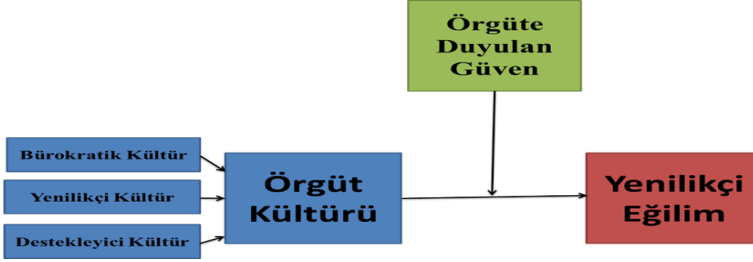 Örgüte
Duyulan
Güven
Bürokratik Kültür
Yenilikçi Kültür
Destekleyici Kültür
Örgüt
Kültürü
Yenilikçi
Eğilim